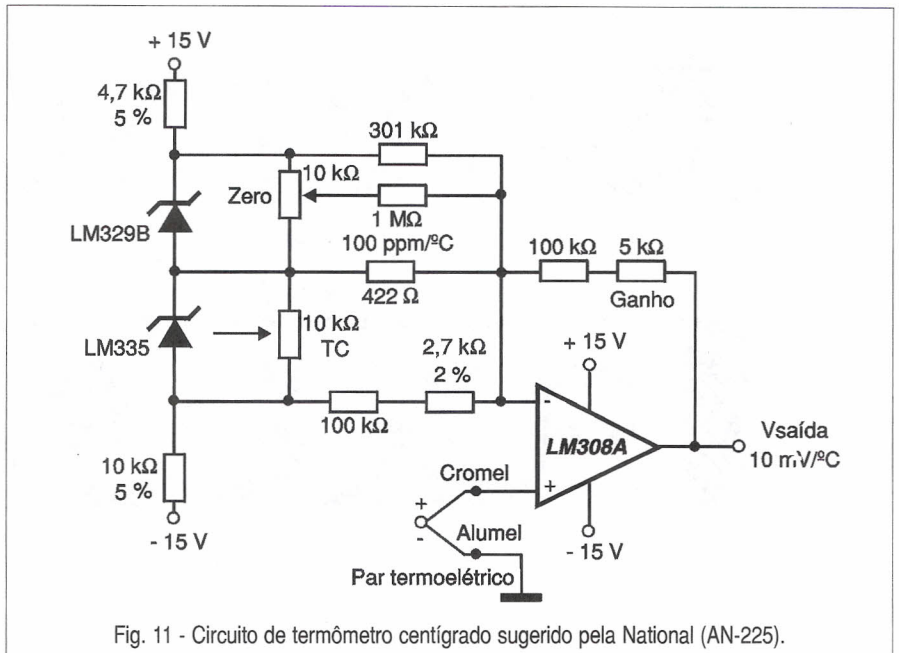 + 15 V
4,7 kΩ
5 %
301 kΩ
10 kΩ
Zero
1 MΩ
100 ppm/ºC
LM329B
100 kΩ
5 kΩ
Ganho
422 Ω
LM335
10 kΩ
TC
2,7 kΩ
2 %
+ 15 V
100 kΩ
-
LM308A
+
Vsaída
10 mV/ºC
10 kΩ
5 %
- 15 V
Cromel
+
-
Alumel
- 15 V
Par termoelétrico
Fig. 11 - Circuito de termômetro centígrado sugerido pela National (AN-225).